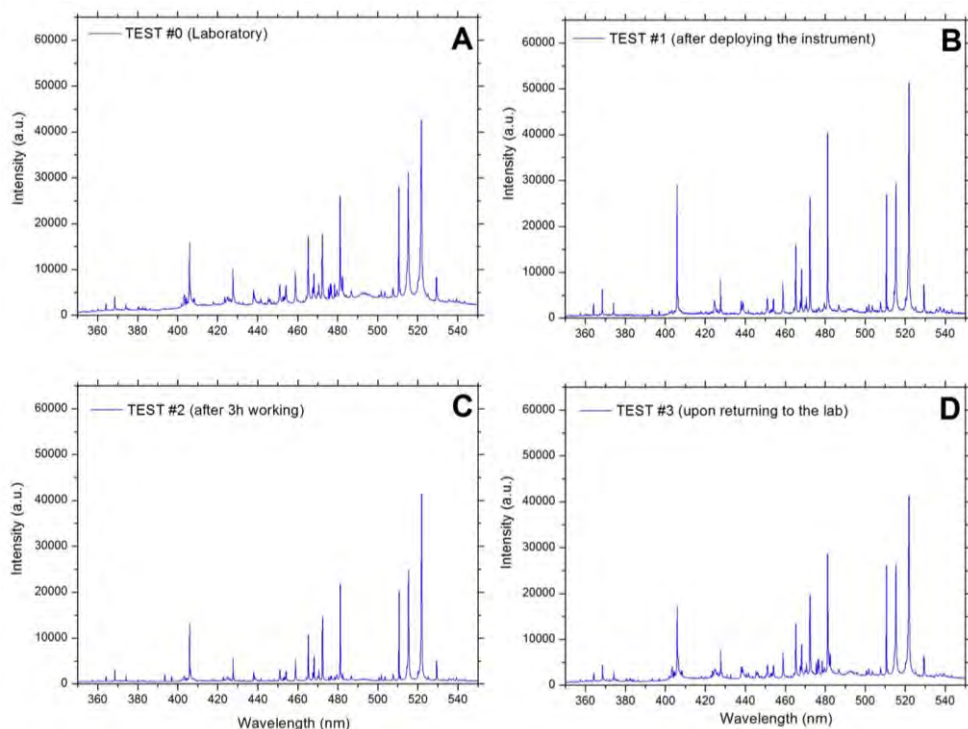 TEST #0 (Laboratory)
A
60000
50000
40000
30000
20000
10000
0
Intensity (a.u.)
360 380 400 420 440 460 480 500 520 540
TEST #1 (after deploying the instrument)
B
60000
50000
40000
30000
20000
10000
0
Intensity (a.u.)
360 380 400 420 440 460 480 500 520 540
TEST #2 (after 3h working)
C
60000
50000
40000
30000
20000
10000
0
Intensity (a.u.)
360 380 400 420 440 460 480 500 520 540
Wavelength (nm)
TEST #3 (upon returning to the lab)
D
60000
50000
40000
30000
20000
10000
0
Intensity (a.u.)
360 380 400 420 440 460 480 500 520 540
Wavelength (nm)